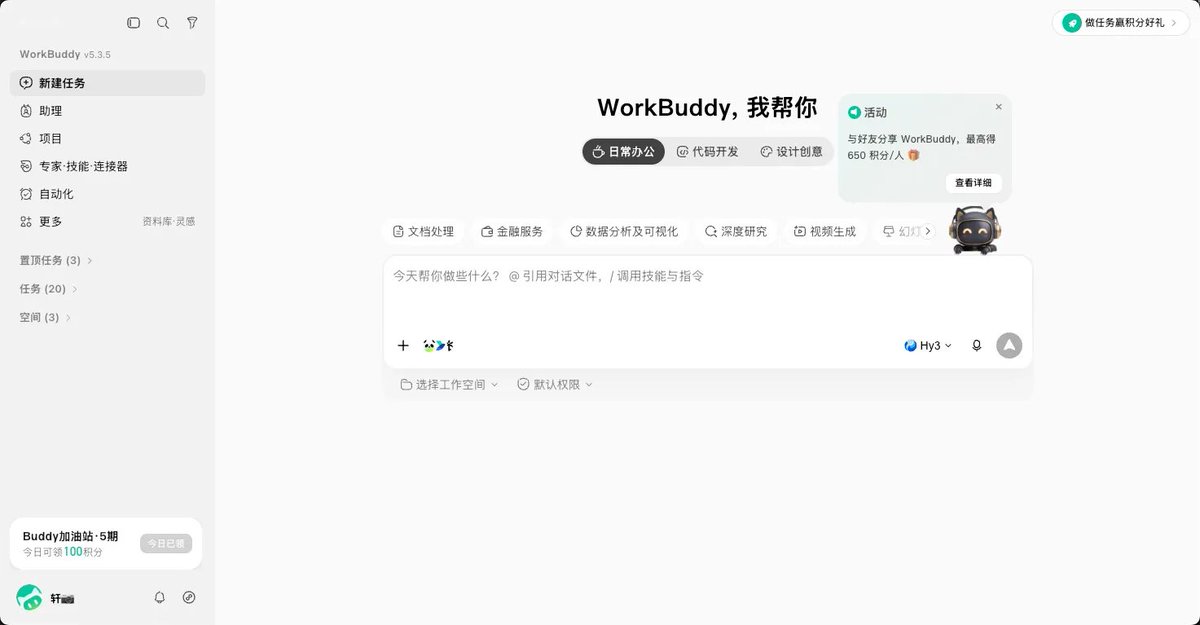 WorkBuddy v5.3.5
新建任务
助理
项目
专家·技能·连接器
自动化
更多 资料库·灵感
置顶任务 (3)
任务 (20)
空间 (3)
Buddy加油站·5期
今日可领100积分
今日已领
轩
做任务赢积分好礼
WorkBuddy, 我帮你
日常办公 代码开发 设计创意
活动
与好友分享 WorkBuddy，最高得
650 积分/人
查看详细
文档处理 金融服务 数据分析及可视化 深度研究 视频生成 幻灯
今天帮你做些什么？ @ 引用对话文件，/ 调用技能与指令
Hy3
选择工作空间 默认权限